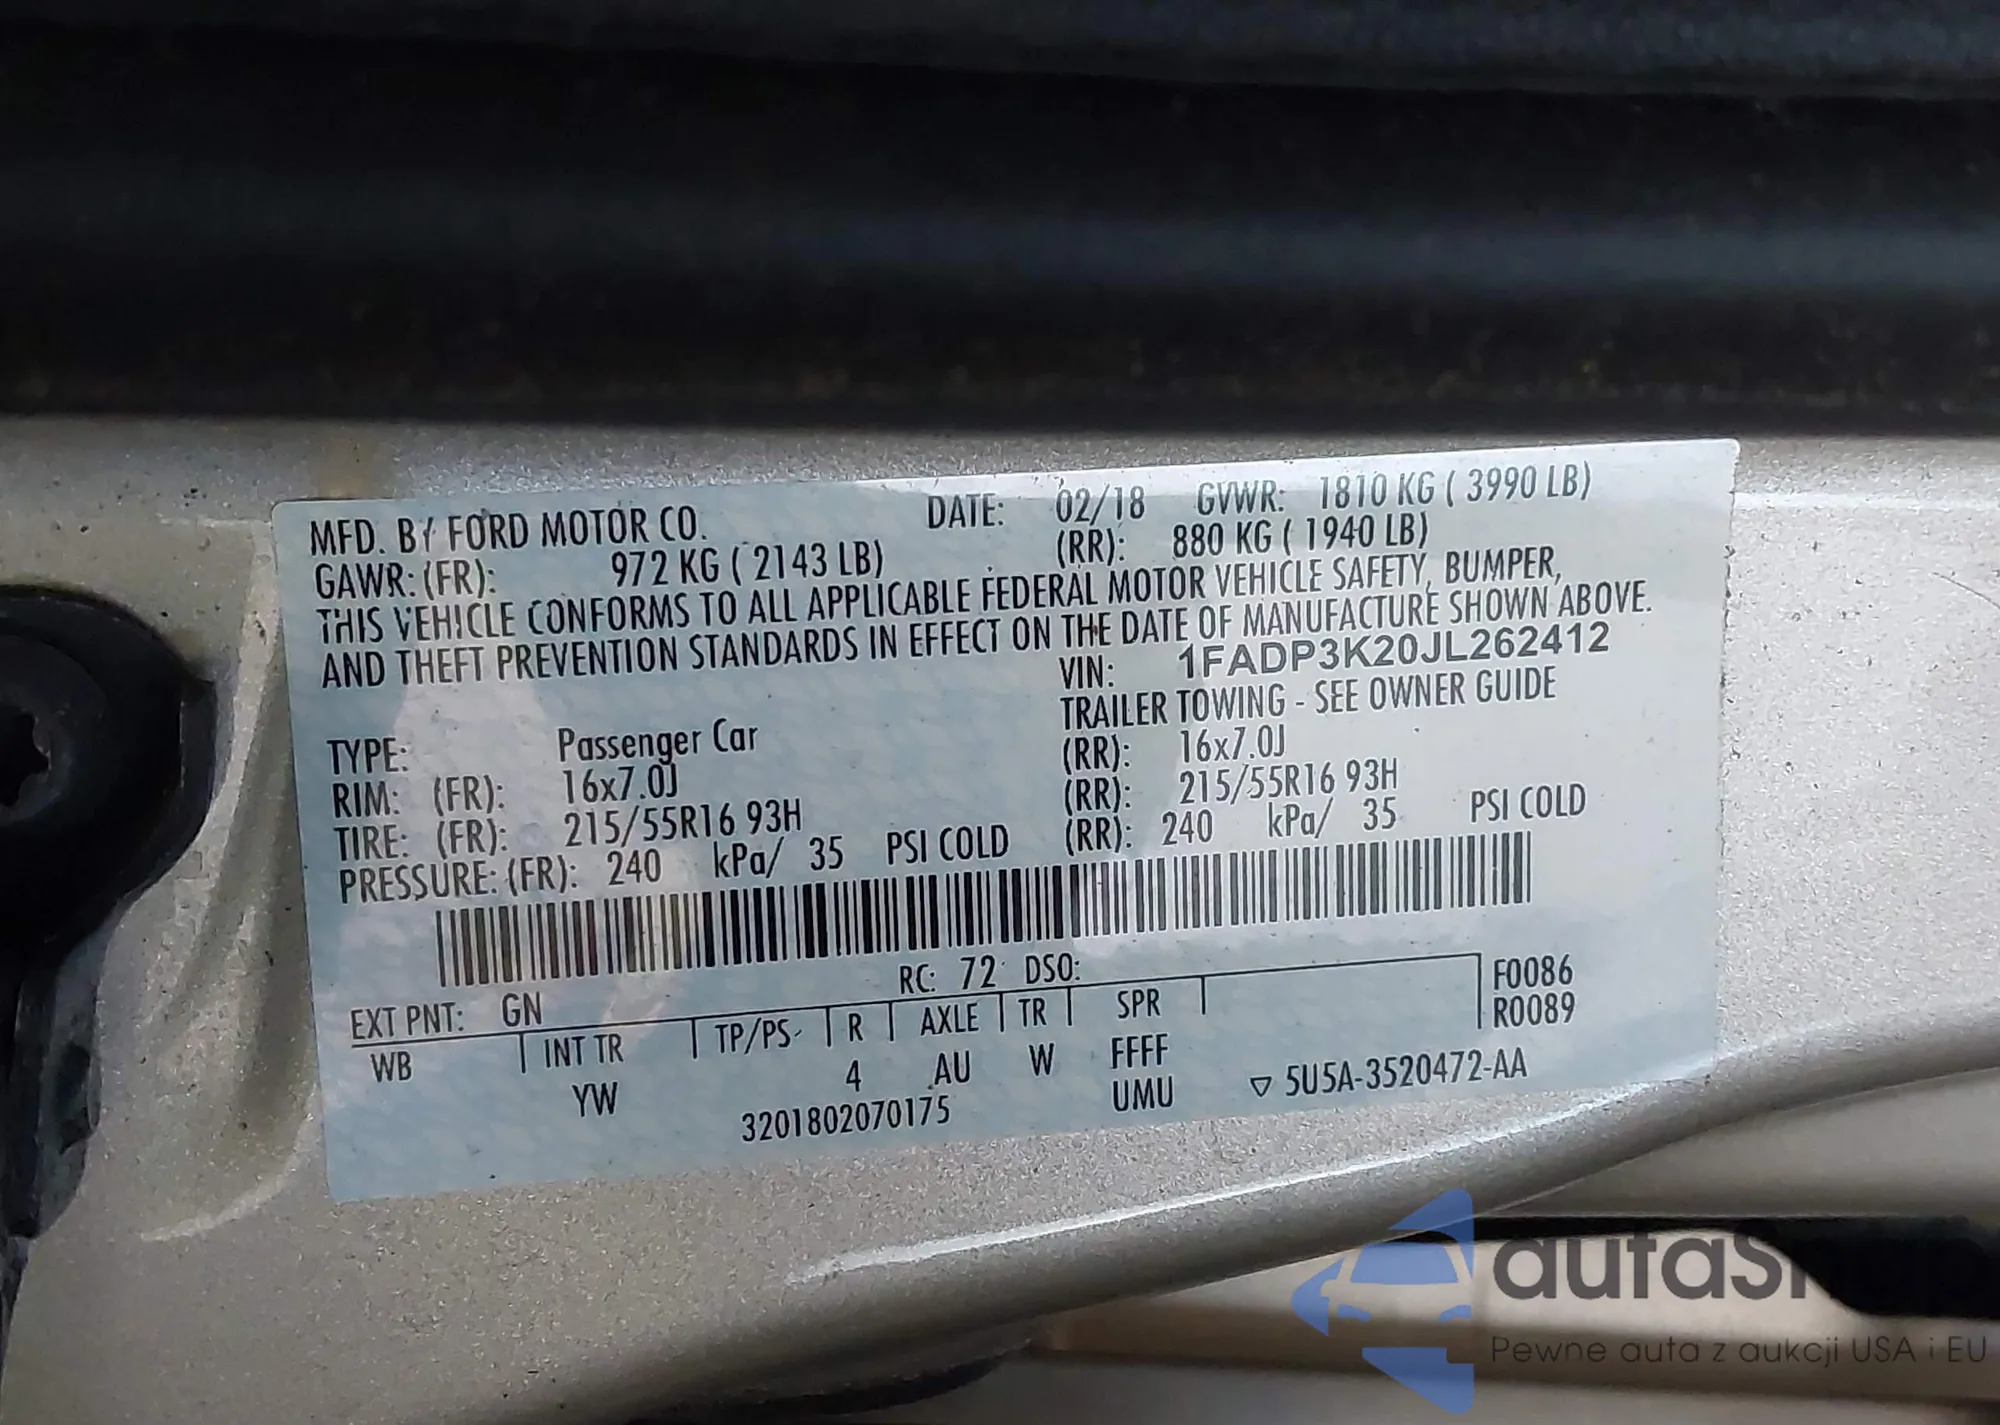 MFD. BY FORD MOTOR CO. DATE: 02/18 GVWR: 1810 KG ( 3990 LB)
GAWR: (FR): 972 KG ( 2143 LB) (RR): 880 KG ( 1940 LB)
THIS VEHICLE CONFORMS TO ALL APPLICABLE FEDERAL MOTOR VEHICLE SAFETY, BUMPER,
AND THEFT PREVENTION STANDARDS IN EFFECT ON THE DATE OF MANUFACTURE SHOWN ABOVE.
VIN: 1FADP3K20JL262412
TRAILER TOWING - SEE OWNER GUIDE
TYPE: Passenger Car
RIM: (FR): 16x7.0J (RR): 16x7.0J
TIRE: (FR): 215/55R16 93H (RR): 215/55R16 93H
PRESSURE: (FR): 240 kPa/ 35 PSI COLD (RR): 240 kPa/ 35 PSI COLD
EXT PNT: GN RC: 72 DSO: F0086
WB INT TR TP/PS R AXLE TR SPR R0089
YW 4 AU W FFFF
3201802070175 UMU ▽ 5U5A-3520472-AA
Pewne auta z aukcji USA i EU